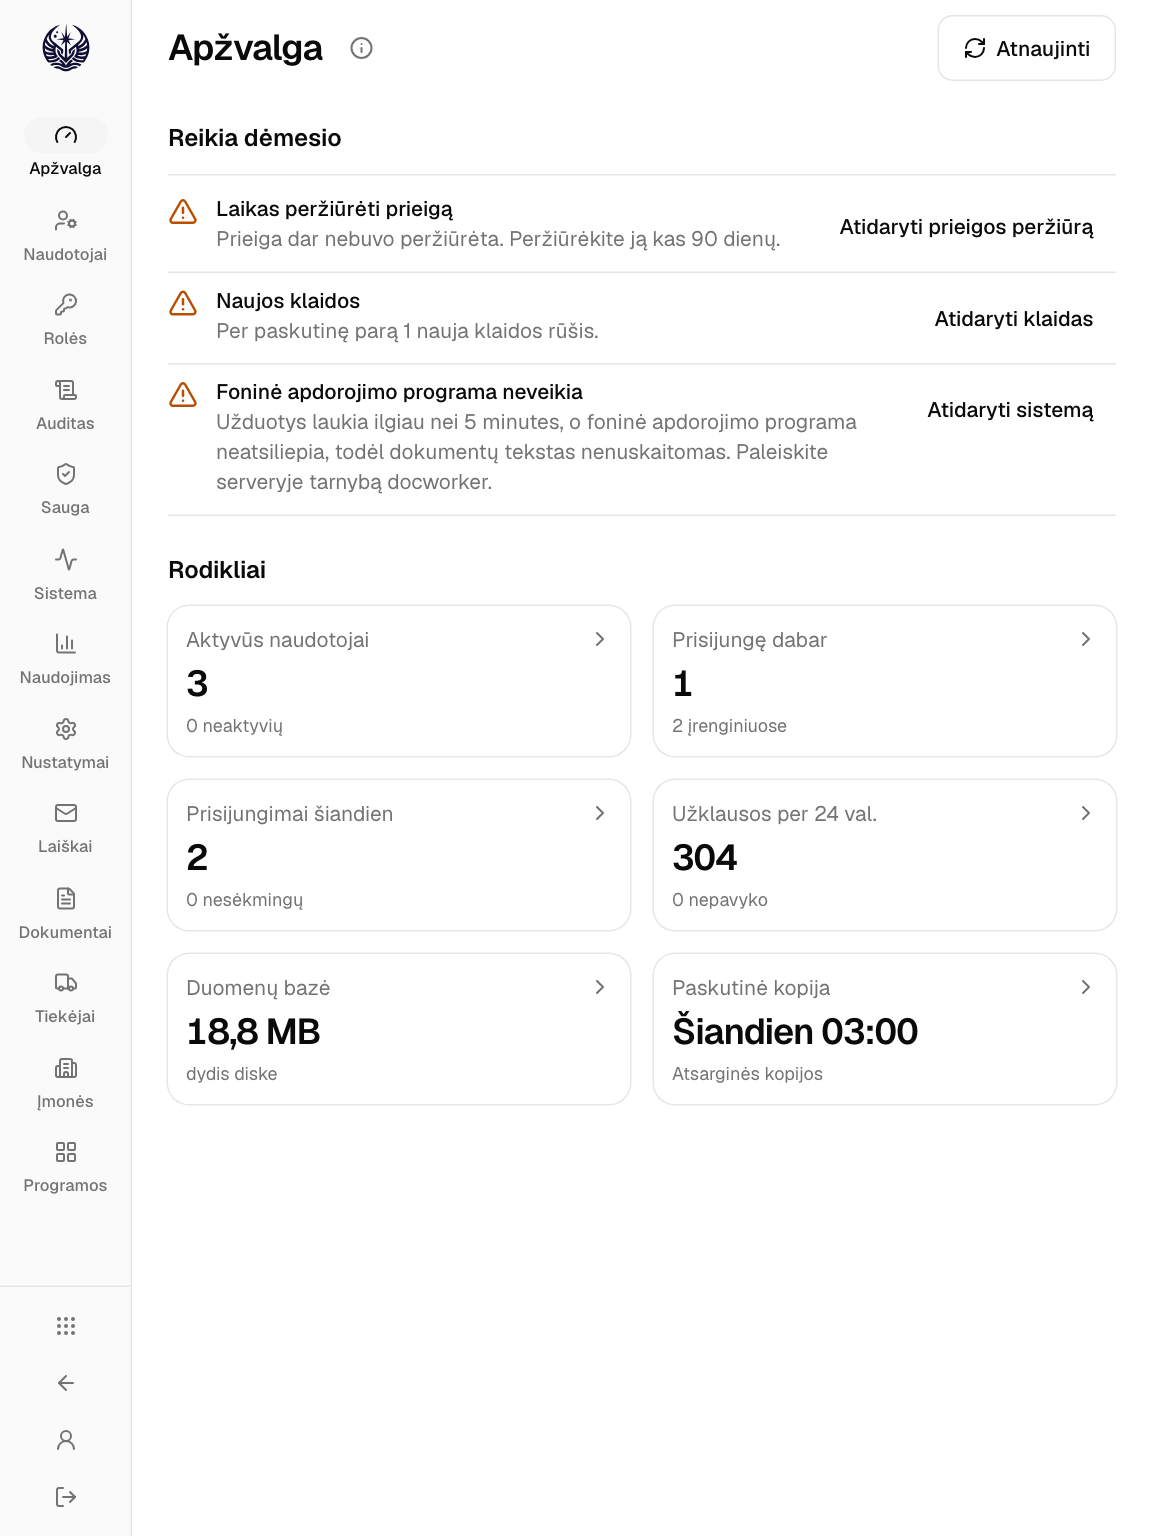 Apžvalga
Atnaujinti
Apžvalga
Naudotojai
Rolės
Auditas
Sauga
Sistema
Naudojimas
Nustatymai
Laiškai
Dokumentai
Tiekėjai
Įmonės
Programos
Reikia dėmesio
Laikas peržiūrėti prieigą
Prieiga dar nebuvo peržiūrėta. Peržiūrėkite ją kas 90 dienų.
Atidaryti prieigos peržiūrą
Naujos klaidos
Per paskutinę parą 1 nauja klaidos rūšis.
Atidaryti klaidas
Foninė apdorojimo programa neveikia
Užduotys laukia ilgiau nei 5 minutes, o foninė apdorojimo programa
neatsiliepia, todėl dokumentų tekstas nenuskaitomas. Paleiskite
serveryje tarnybą docworker.
Atidaryti sistemą
Rodikliai
Aktyvūs naudotojai
3
0 neaktyvių
Prisijungę dabar
1
2 įrenginiuose
Prisijungimai šiandien
2
0 nesėkmingų
Užklausos per 24 val.
304
0 nepavyko
Duomenų bazė
18,8 MB
dydis diske
Paskutinė kopija
Šiandien 03:00
Atsarginės kopijos